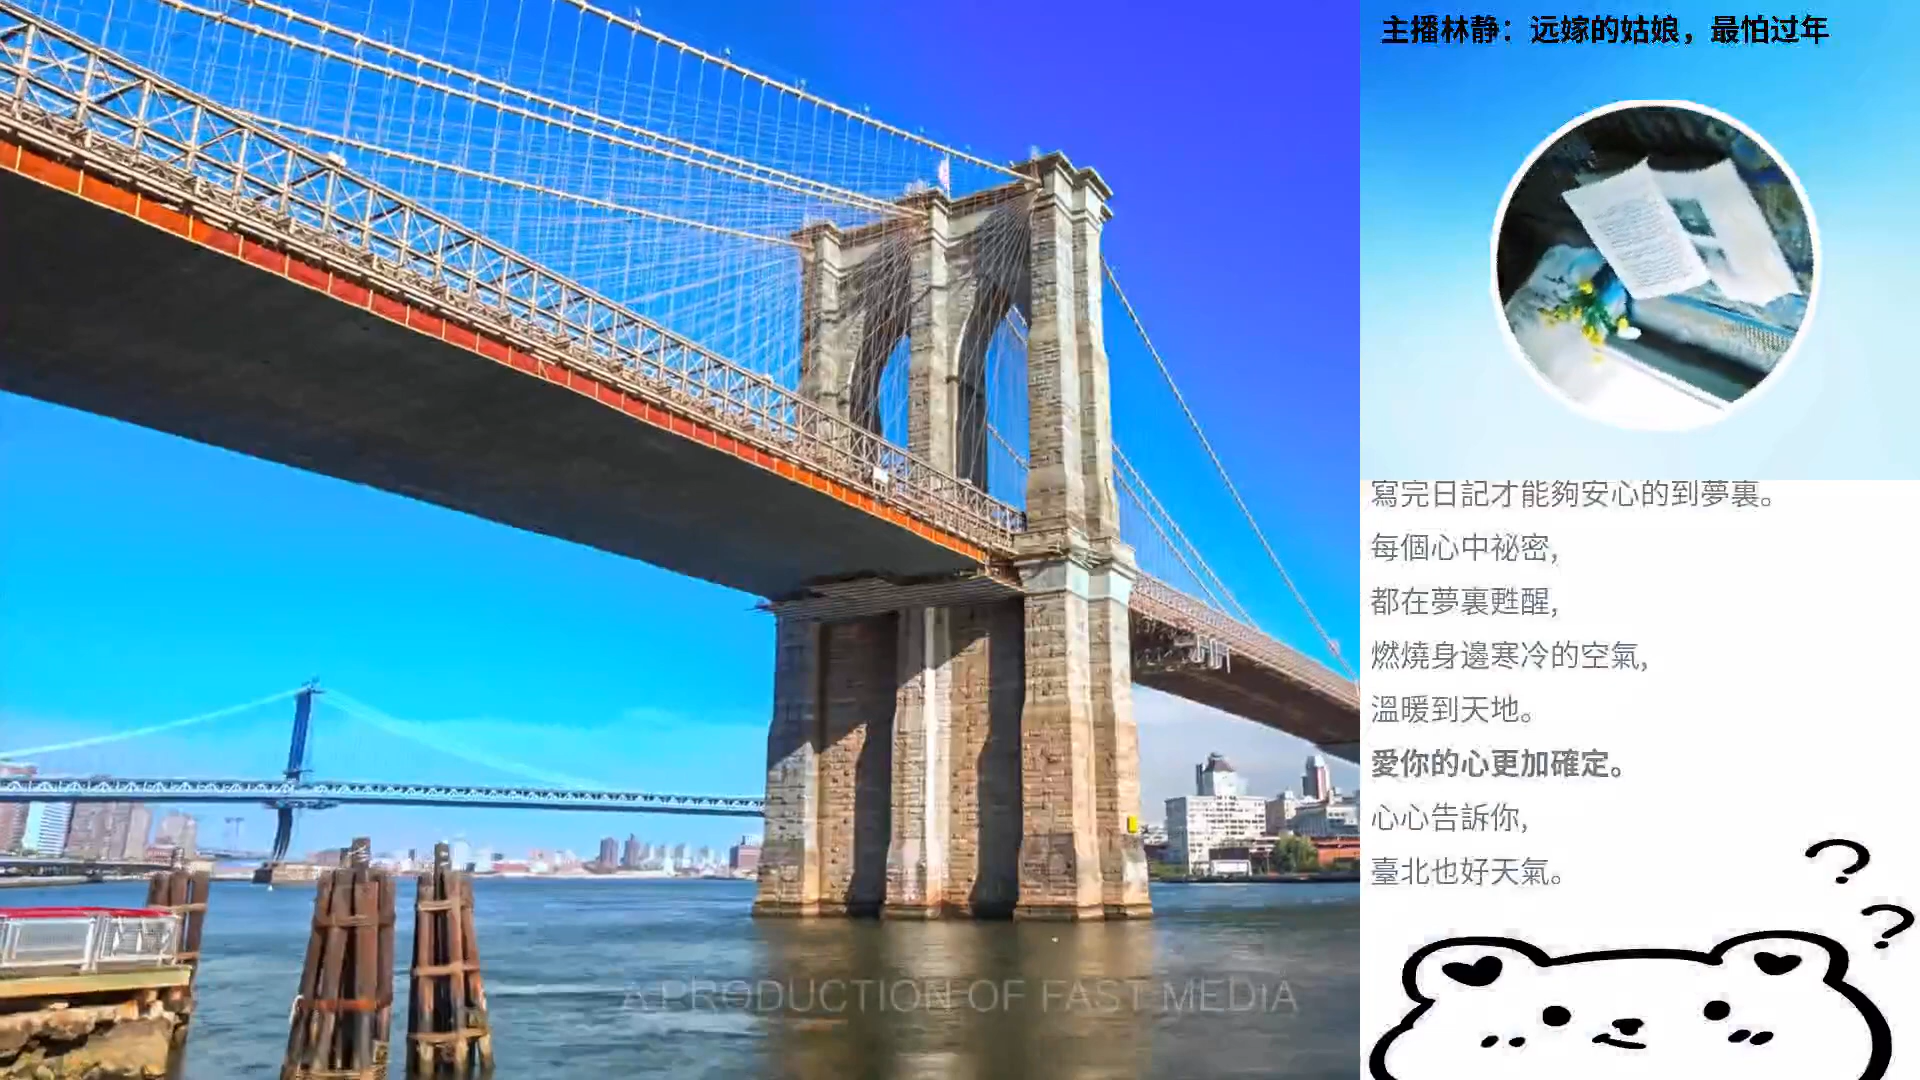 主播林静：远嫁的姑娘，最怕过年
寫完日記才能夠安心的到夢裏。
每個心中祕密,
都在夢裏甦醒,
燃燒身邊寒冷的空氣,
溫暖到天地。
愛你的心更加確定。
心心告訴你,
臺北也好天氣。
A PRODUCTION OF FAST MEDIA
? 
?